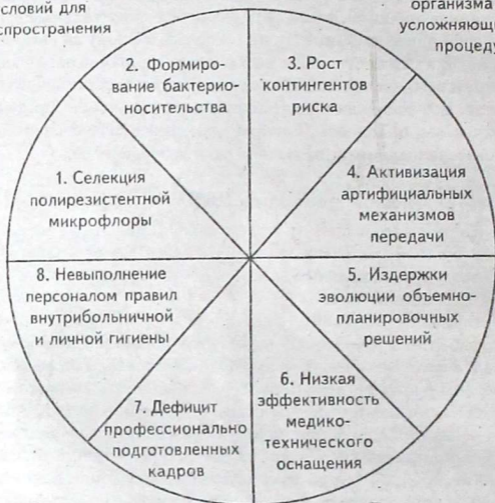 словий для
спространения
организма
усложняющи
процеду
2. Формиро-
вание бактерио-
носительства
3. Рост
контингентов
риска
1. Селекция
полирезистентной
микрофлоры
4. Активизация
артифициальных
механизмов
передачи
8. Невыполнение
персоналом правил
внутрибольничной
и личной гигиены
5. Издержки
эволюции объемно-
планировочных
решений
7. Дефицит
профессионально
подготовленных
кадров
6. Низкая
эффективность
медико-
технического
оснащения